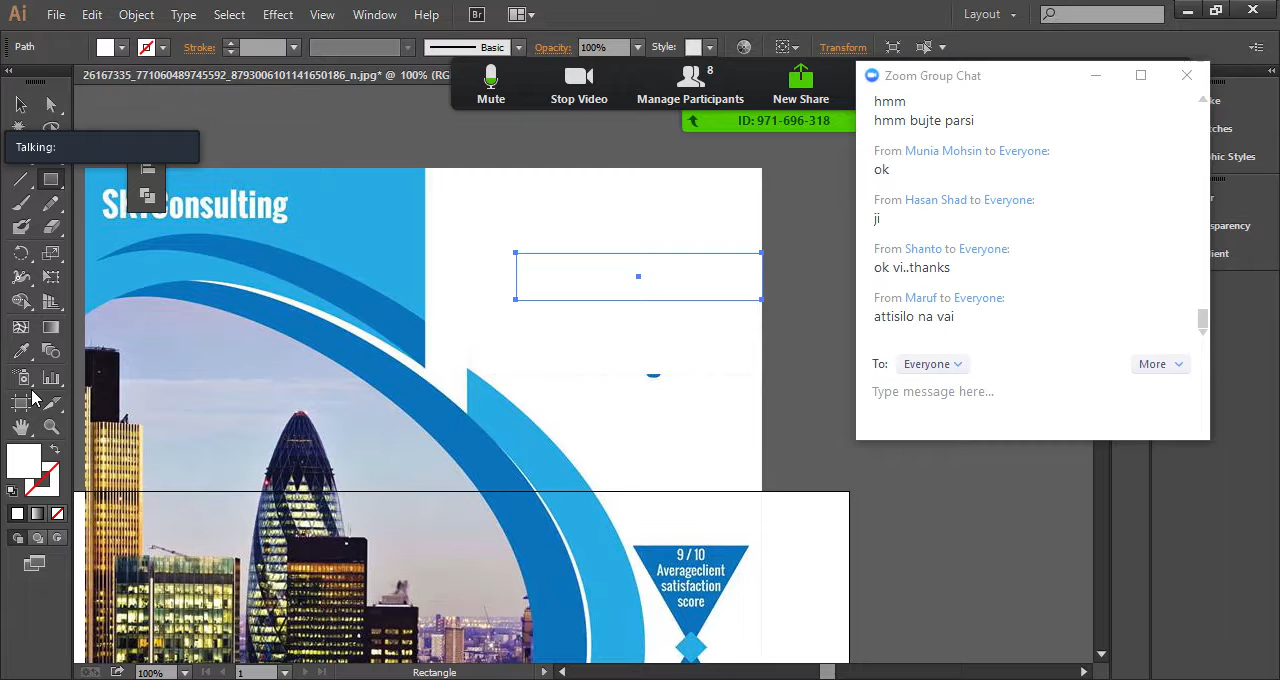 Ai File Edit Object Type Select Effect View Window Help Br Layout
Path Stroke: Basic Opacity: 100% Style: Transform
26167335_771060489745592_8793006101141650186_n.jpg* @ 100% (RG
Mute Stop Video Manage Participants 8 New Share
ID: 971-696-318
Talking:
Consulting
9 / 10
Averageclient
satisfaction
score
Zoom Group Chat
hmm
hmm bujte parsi
From Munia Mohsin to Everyone:
ok
From Hasan Shad to Everyone:
ji
From Shanto to Everyone:
ok vi..thanks
From Maruf to Everyone:
attisilo na vai
To: Everyone More
Type message here...
100% 1 Rectangle